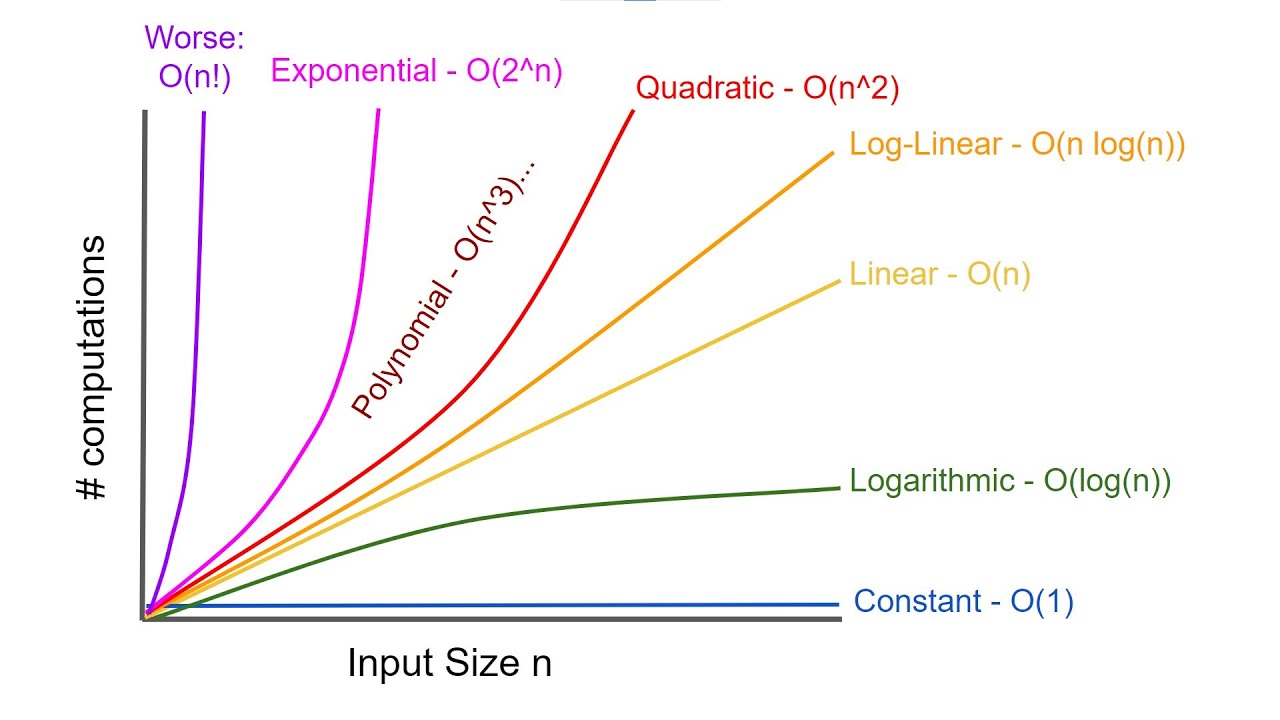 Worse:
O(n!)
Exponential - O(2^n)
Quadratic - O(n^2)
Log-Linear - O(n log(n))
Polynomial - O(n^3)...
Linear - O(n)
# computations
Logarithmic - O(log(n))
Constant - O(1)
Input Size n